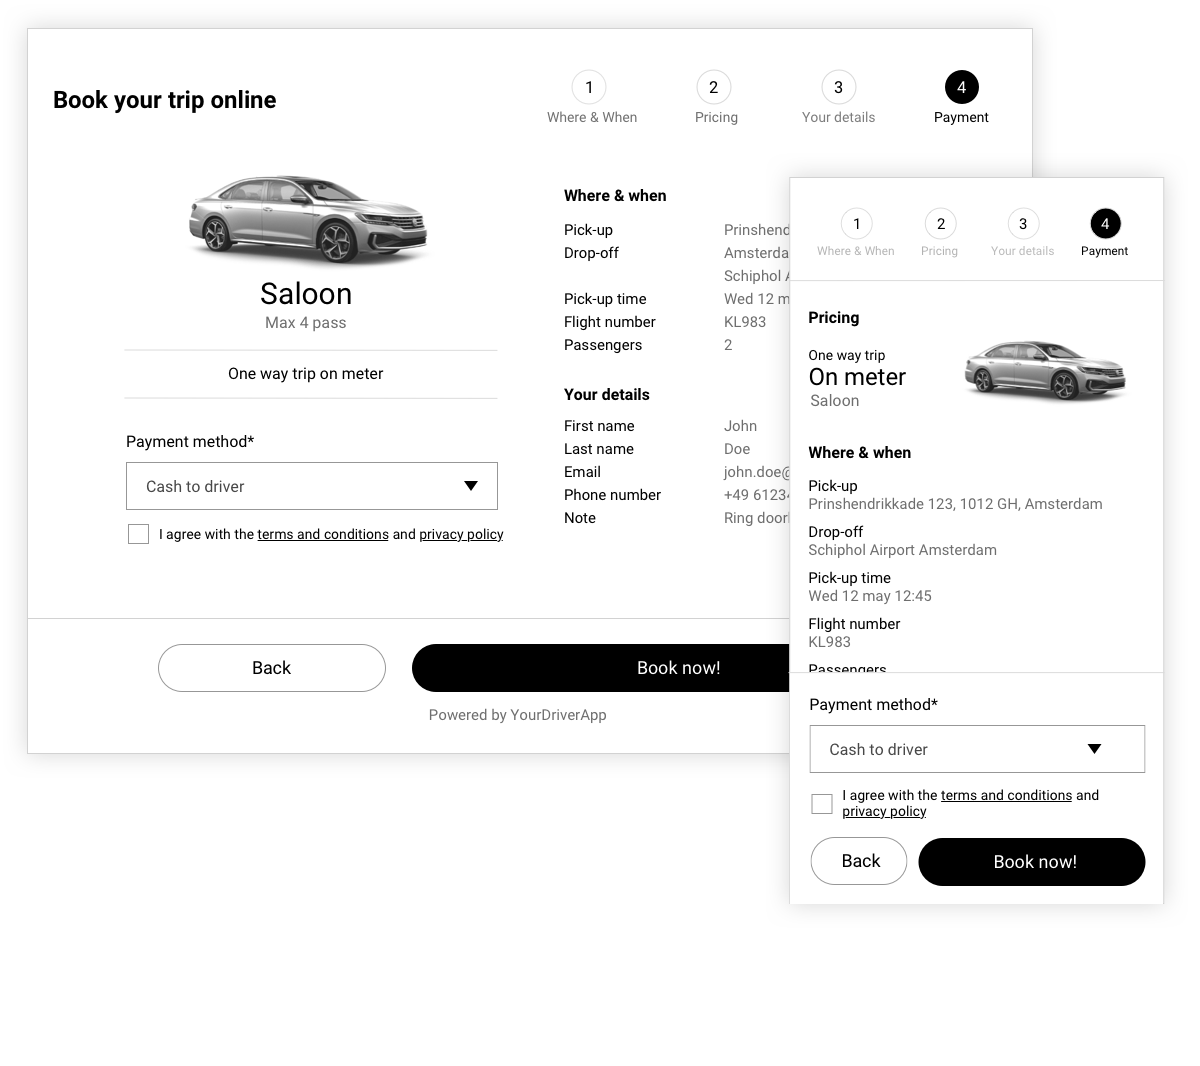 Book your trip online
1
2
3
4
Where & When
Pricing
Your details
Payment
Saloon
Max 4 pass
One way trip on meter
Payment method*
Cash to driver
I agree with the terms and conditions and privacy policy
Where & when
Pick-up
Drop-off
Amsterda
Schiphol
Pick-up time
Wed 12
Flight number KL983
Passengers 2
Your details
First name John
Last name Doe
Email john.doe@
Phone number +49 6123
Note Ring
Back
Book now!
Powered by YourDriverApp
1
2
3
4
Where & When
Pricing
Your details
Payment
Pricing
One way trip
On meter
Saloon
Where & when
Pick-up
Prinshendrikkade 123, 1012 GH, Amsterdam
Drop-off
Schiphol Airport Amsterdam
Pick-up time
Wed 12 may 12:45
Flight number
KL983
Passengers
Payment method*
Cash to driver
I agree with the terms and conditions and
privacy policy
Back
Book now!